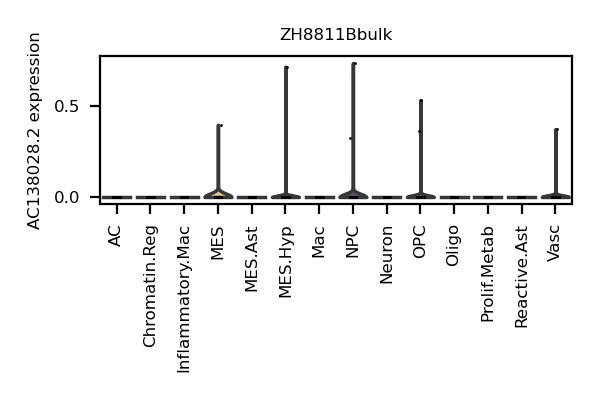 ZH8811Bbulk
AC138028.2 expression
0.5
0.0
AC
Chromatin.Reg
Inflammatory.Mac
MES
MES.Ast
MES.Hyp
Mac
NPC
Neuron
OPC
Oligo
Prolif.Metab
Reactive.Ast
Vasc